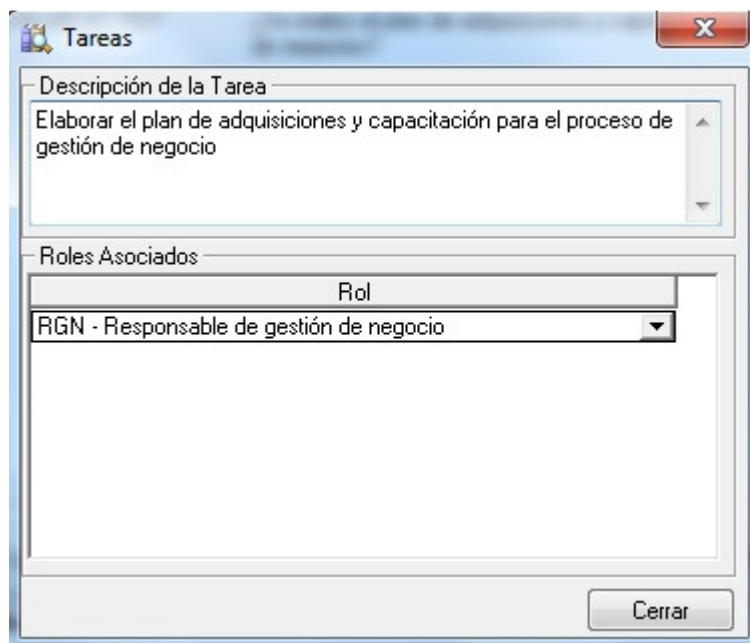 Tareas
Descripción de la Tarea
Elaborar el plan de adquisiciones y capacitación para el proceso de
gestión de negocio
Roles Asociados
Rol
RGN - Responsable de gestión de negocio
Cerrar